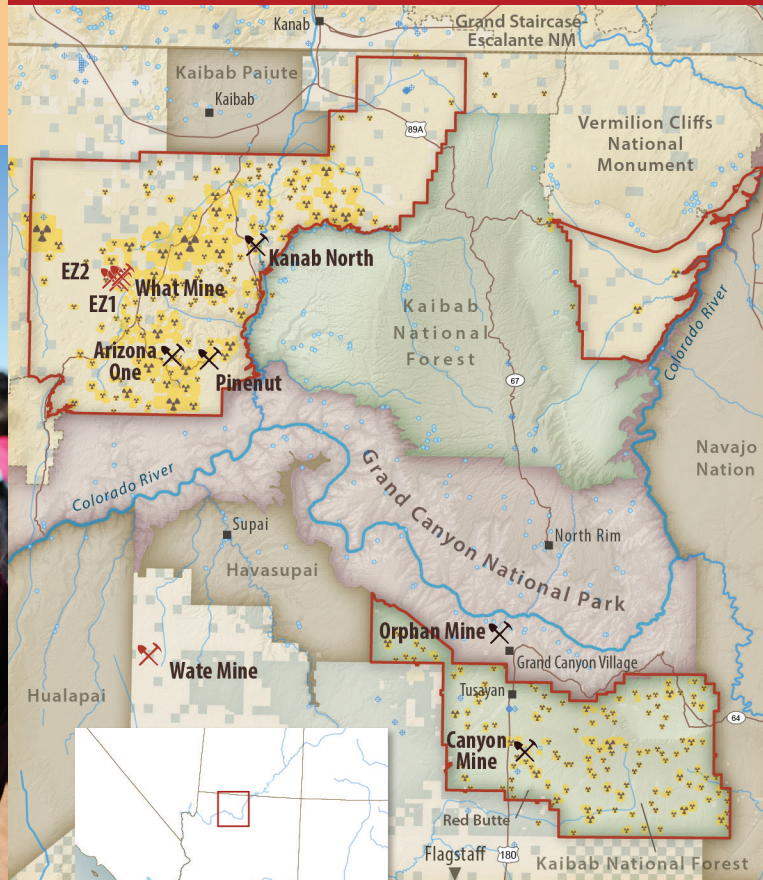 Kanab
Grand Staircase-
Escalante NM
Kaibab Paiute
Kaibab
89A
Vermilion Cliffs
National
Monument
Kanab North
EZ2
What Mine
EZ1
Kaibab
National
Forest
Colorado River
Arizona
One
Pinenut
67
Navajo
Nation
Colorado River
Grand Canyon National Park
Supai
North Rim
Havasupai
Orphan Mine
Grand Canyon Village
Wate Mine
Tusayan
Hualapai
64
Canyon
Mine
Red Butte
Flagstaff
180
Kaibab National Forest